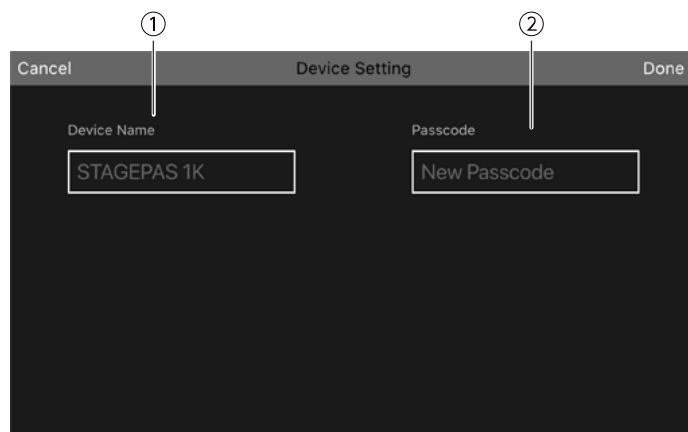 ① ②
Cancel Device Setting Done
Device Name Passcode
STAGEPAS 1K New Passcode